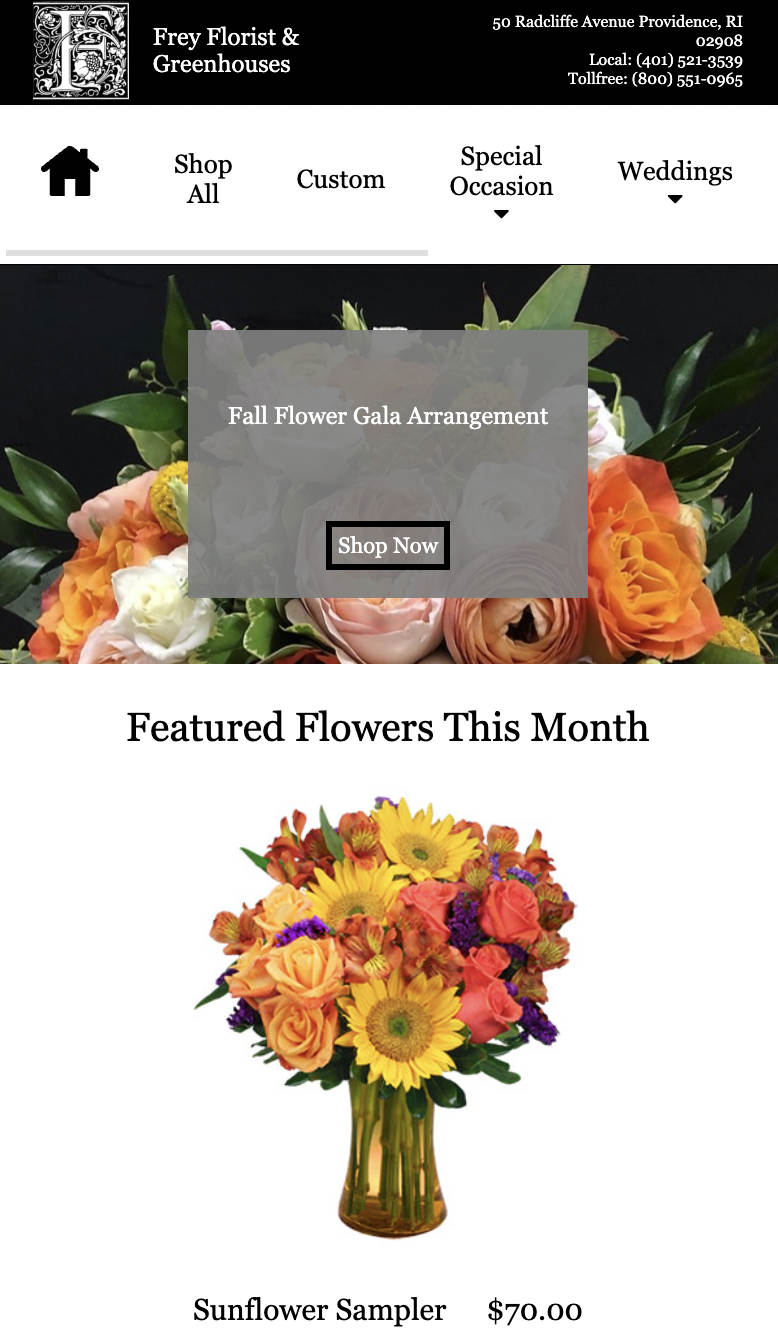 F
Frey Florist &
Greenhouses
50 Radcliffe Avenue Providence, RI
02908
Local: (401) 521-3539
Tollfree: (800) 551-0965
Shop
All
Custom
Special
Occasion
Weddings
Fall Flower Gala Arrangement
Shop Now
Featured Flowers This Month
Sunflower Sampler $70.00